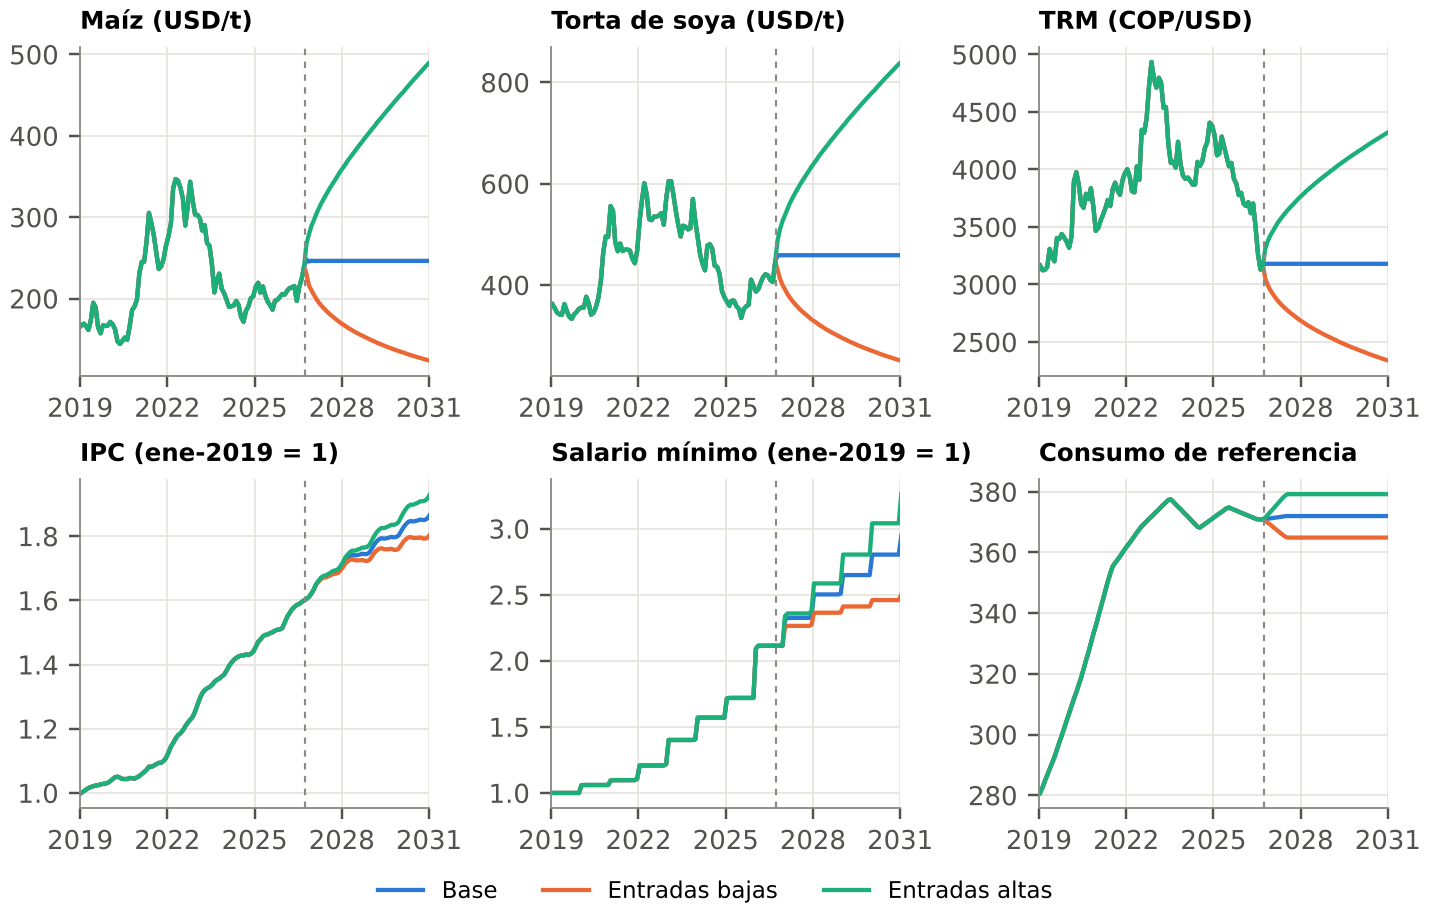 Maíz (USD/t)
500
400
300
200
2019 2022 2025 2028 2031
Torta de soya (USD/t)
800
600
400
2019 2022 2025 2028 2031
TRM (COP/USD)
5000
4500
4000
3500
3000
2500
2019 2022 2025 2028 2031
IPC (ene-2019 = 1)
1.8
1.6
1.4
1.2
1.0
2019 2022 2025 2028 2031
Salario mínimo (ene-2019 = 1)
3.0
2.5
2.0
1.5
1.0
2019 2022 2025 2028 2031
Consumo de referencia
380
360
340
320
300
280
2019 2022 2025 2028 2031
Base Entradas bajas Entradas altas